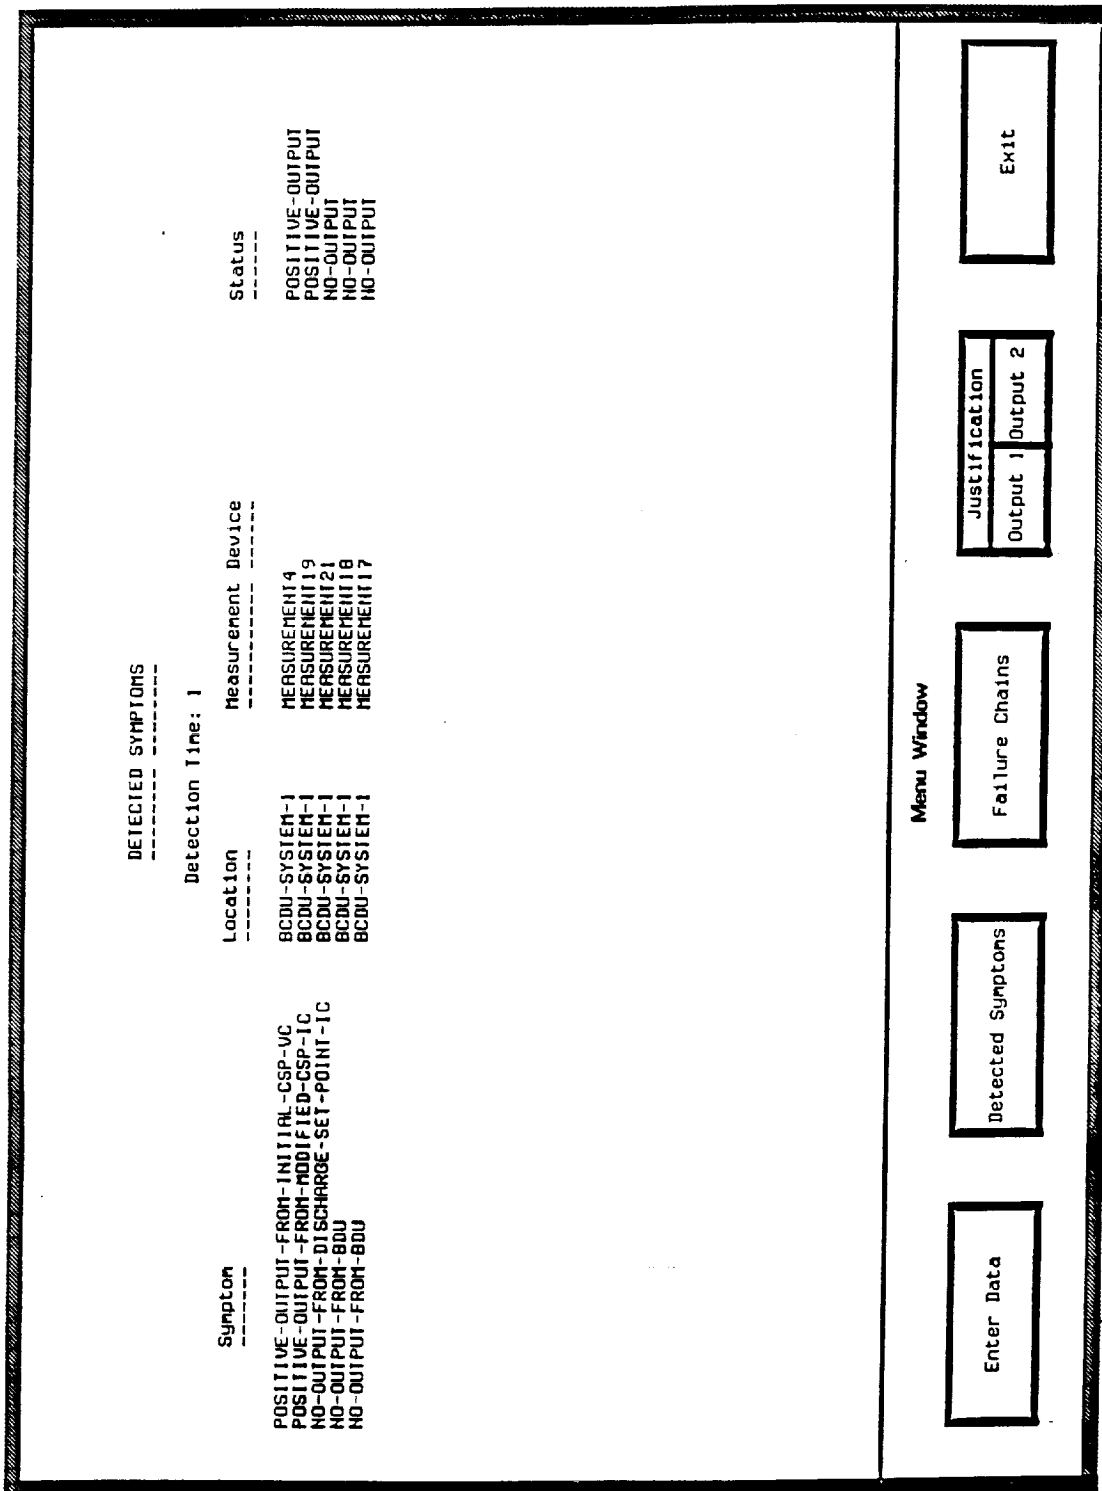 DETECTED SYMPTOMS
-------- --------
Detection Time: 1
Symptom Location Measurement Device Status
------- -------- ----------- ------ ------
POSITIVE-OUTPUT-FROM-INITIAL-CSP-VC BCDU-SYSTEM-1 MEASUREMENT4 POSITIVE-OUTPUT
POSITIVE-OUTPUT-FROM-MODIFIED-CSP-IC BCDU-SYSTEM-1 MEASUREMENT19 POSITIVE-OUTPUT
NO-OUTPUT-FROM-DISCHARGE-SET-POINT-IC BCDU-SYSTEM-1 MEASUREMENT21 NO-OUTPUT
NO-OUTPUT-FROM-BDU BCDU-SYSTEM-1 MEASUREMENT18 NO-OUTPUT
NO-OUTPUT-FROM-BDU BCDU-SYSTEM-1 MEASUREMENT17 NO-OUTPUT
Menu Window
Enter Data
Detected Symptoms
Failure Chains
Justification
Output 1 Output 2
Exit